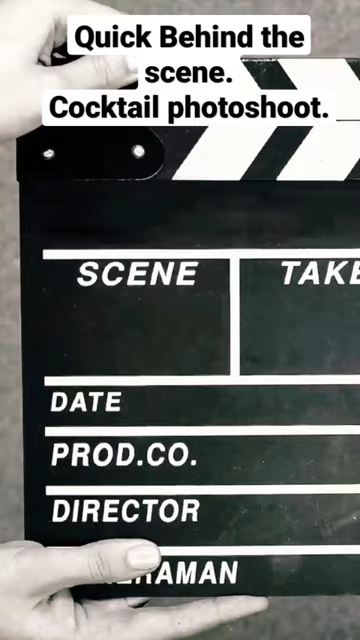 Quick Behind the
scene.
Cocktail photoshoot.
SCENE TAKE
DATE
PROD.CO.
DIRECTOR